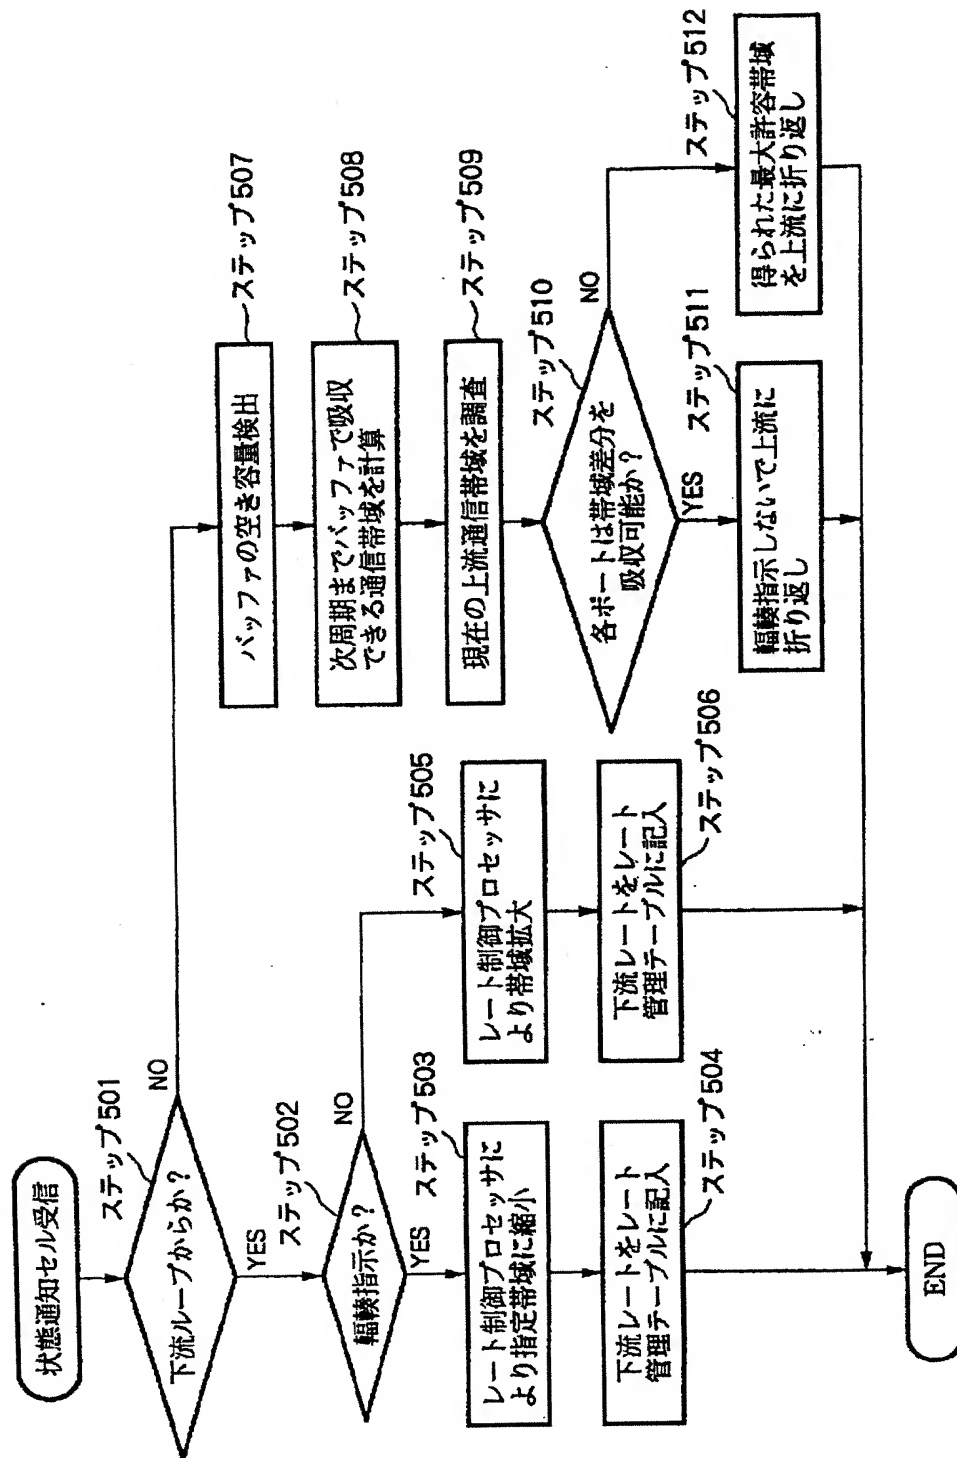 状態通知セル受信
ステップ501
下流ループからか?
NO
YES
ステップ502
輻輳指示か?
NO
YES
ステップ503
レート制御プロセッサに
より指定帯域に縮小
ステップ504
下流レートをレート
管理テーブルに記入
ステップ505
レート制御プロセッサに
より帯域拡大
ステップ506
下流レートをレート
管理テーブルに記入
ステップ507
バッファの空き容量検出
ステップ508
次周期までバッファで吸収
できる通信帯域を計算
ステップ509
現在の上流通信帯域を調査
ステップ510
各ポートは帯域差分を
吸収可能か?
NO
YES
ステップ511
輻輳指示しないで上流に
折り返し
ステップ512
得られた最大許容帯域
を上流に折り返し
END